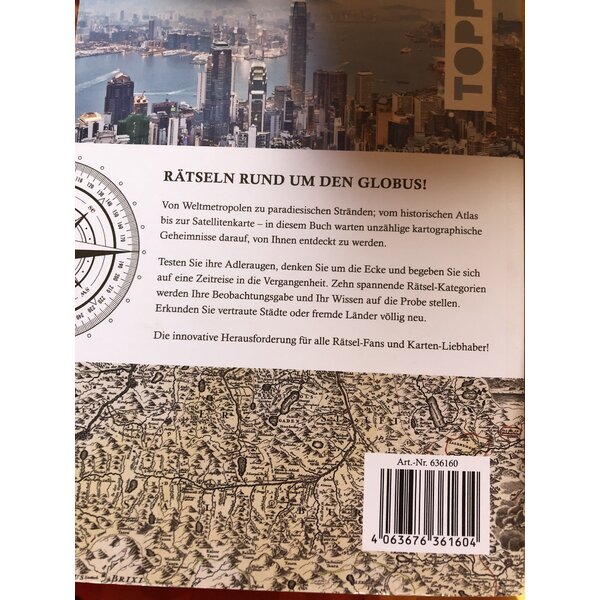 TOPP
RÄTSELN RUND UM DEN GLOBUS!
Von Weltmetropolen zu paradiesischen Stränden; vom historischen Atlas
bis zur Satellitenkarte – in diesem Buch warten unzählige kartographische
Geheimnisse darauf, von Ihnen entdeckt zu werden.
Testen Sie ihre Adleraugen, denken Sie um die Ecke und begeben Sie sich
auf eine Zeitreise in die Vergangenheit. Zehn spannende Rätsel-Kategorien
werden Ihre Beobachtungsgabe und Ihr Wissen auf die Probe stellen.
Erkunden Sie vertraute Städte oder fremde Länder völlig neu.
Die innovative Herausforderung für alle Rätsel-Fans und Karten-Liebhaber!
Art.-Nr. 636160
4 063676 361604
BRIXI